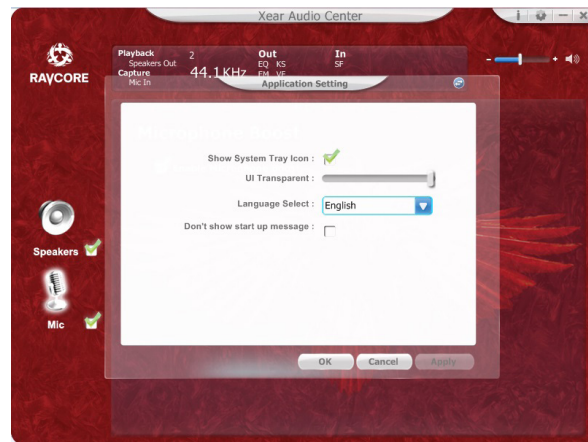 Xear Audio Center
RAYCORE
Playback 2 Out In
Speakers Out EQ KS SF
Capture 44.1KHz EM VF
Mic In
Application Setting
Show System Tray Icon :
UI Transparent :
Language Select : English
Don't show start up message :
Speakers
Mic
OK Cancel Apply